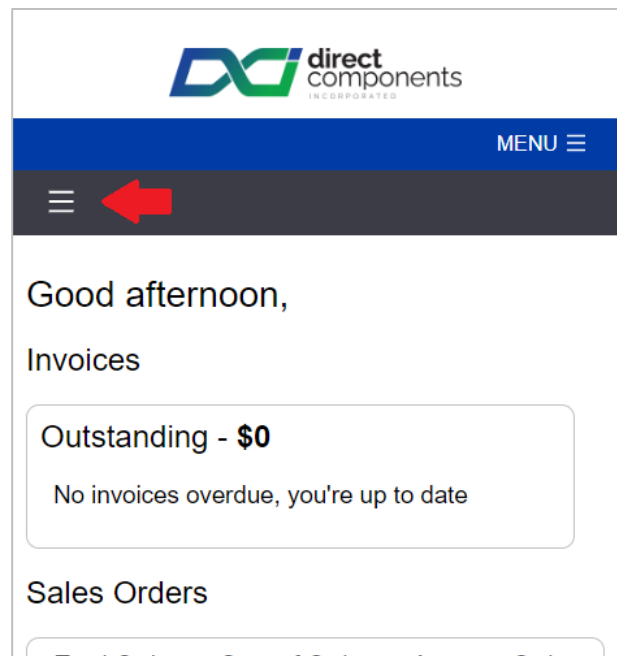 DCi direct
components
INCORPORATED
MENU
Good afternoon,
Invoices
Outstanding - $0
No invoices overdue, you're up to date
Sales Orders